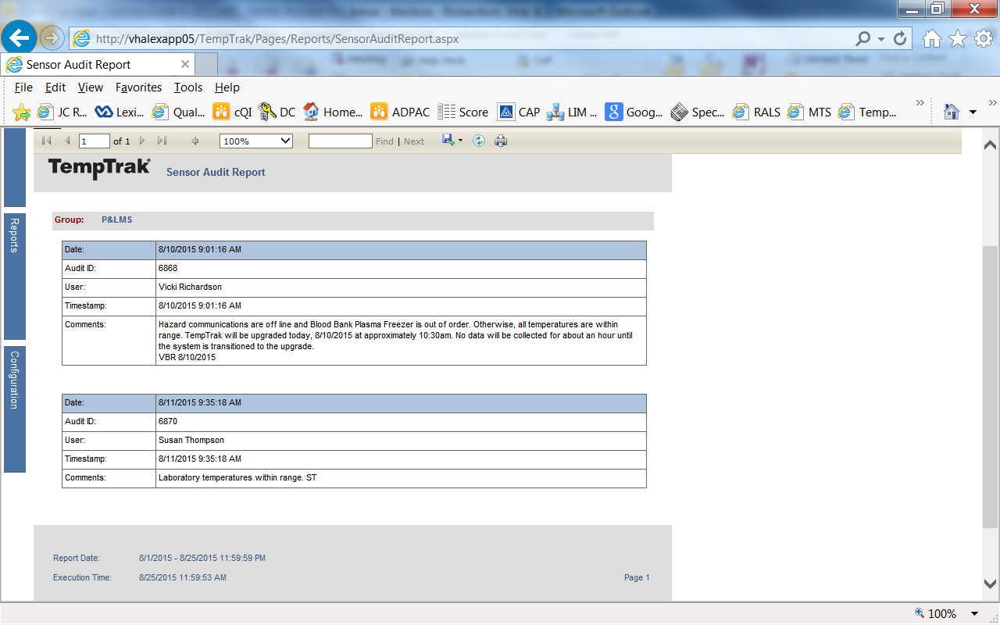 http://vhalexapp05/TempTrak/Pages/Reports/SensorAuditReport.aspx
Sensor Audit Report
File Edit View Favorites Tools Help
JC R... Lexi... Qual... cQI DC Home... ADPAC Score CAP LIM ... Goog... Spec... RALS MTS Temp...
1 of 1 100% Find | Next
TempTrak Sensor Audit Report
Reports
Configuration
Group: P&LMS
Date: 8/10/2015 9:01:16 AM
Audit ID: 6868
User: Vicki Richardson
Timestamp: 8/10/2015 9:01:16 AM
Comments: Hazard communications are off line and Blood Bank Plasma Freezer is out of order. Otherwise, all temperatures are within
range. TempTrak will be upgraded today, 8/10/2015 at approximately 10:30am. No data will be collected for about an hour until
the system is transitioned to the upgrade.
VBR 8/10/2015
Date: 8/11/2015 9:35:18 AM
Audit ID: 6870
User: Susan Thompson
Timestamp: 8/11/2015 9:35:18 AM
Comments: Laboratory temperatures within range. ST
Report Date: 8/1/2015 - 8/25/2015 11:59:59 PM
Execution Time: 8/25/2015 11:59:53 AM Page 1
100%